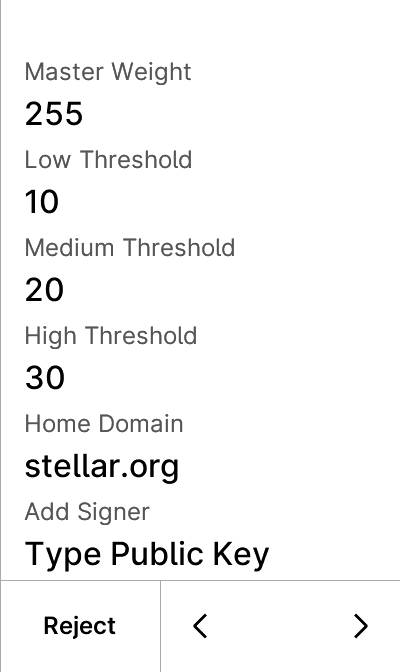 Master Weight
255
Low Threshold
10
Medium Threshold
20
High Threshold
30
Home Domain
stellar.org
Add Signer
Type Public Key
Reject